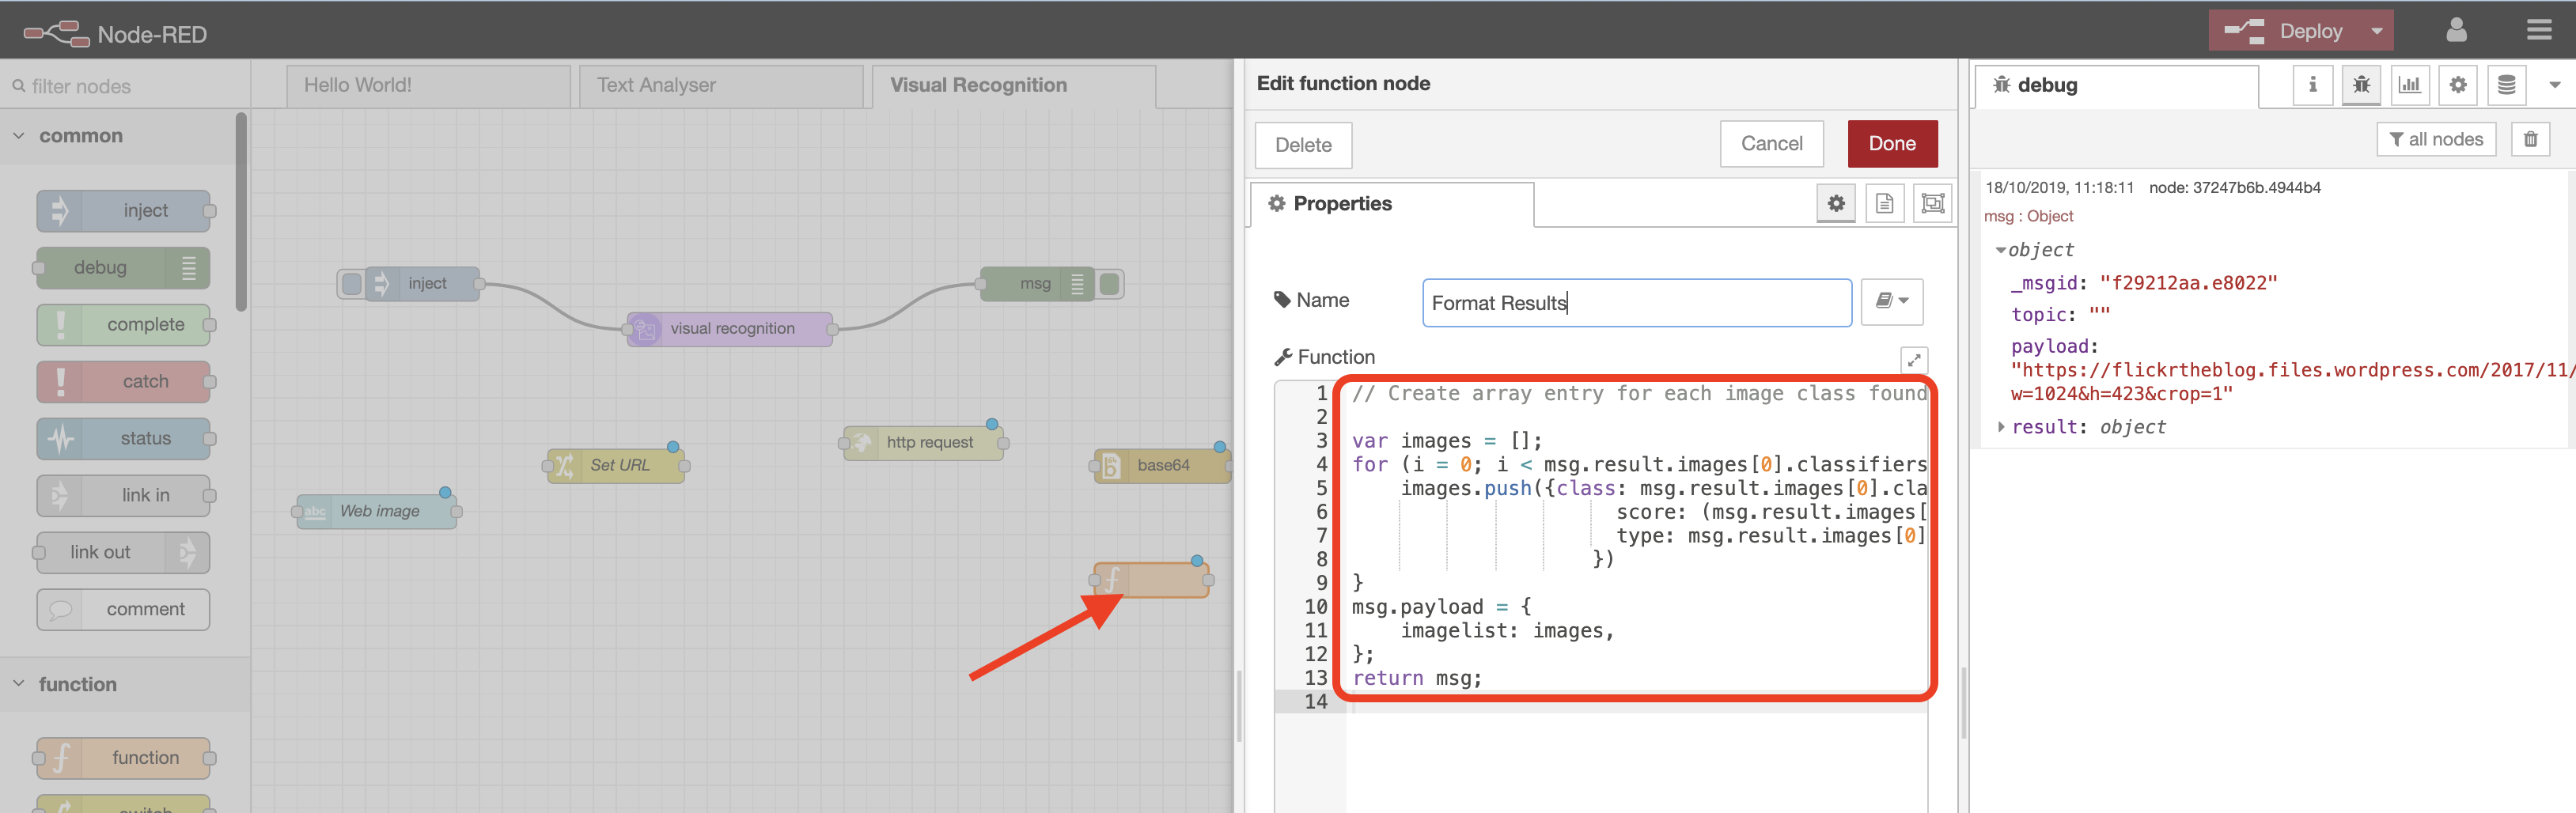 Node-RED
Deploy
filter nodes
Hello World!
Text Analyser
Visual Recognition
common
inject
debug
complete
catch
status
link in
link out
comment
function
function
inject
msg
visual recognition
http request
Set URL
base64
abc
Web image
Edit function node
Delete
Cancel
Done
Properties
Name
Format Results
Function
1 // Create array entry for each image class found
2
3 var images = [];
4 for (i = 0; i < msg.result.images[0].classifiers
5 images.push({class: msg.result.images[0].cla
6 score: (msg.result.images[
7 type: msg.result.images[0]
8 })
9 }
10 msg.payload = {
11 imagelist: images,
12 };
13 return msg;
14
debug
all nodes
18/10/2019, 11:18:11 node: 37247b6b.4944b4
msg : Object
object
_msgid: "f29212aa.e8022"
topic: ""
payload:
"https://flickrtheblog.files.wordpress.com/2017/11/
w=1024&h=423&crop=1"
result: object